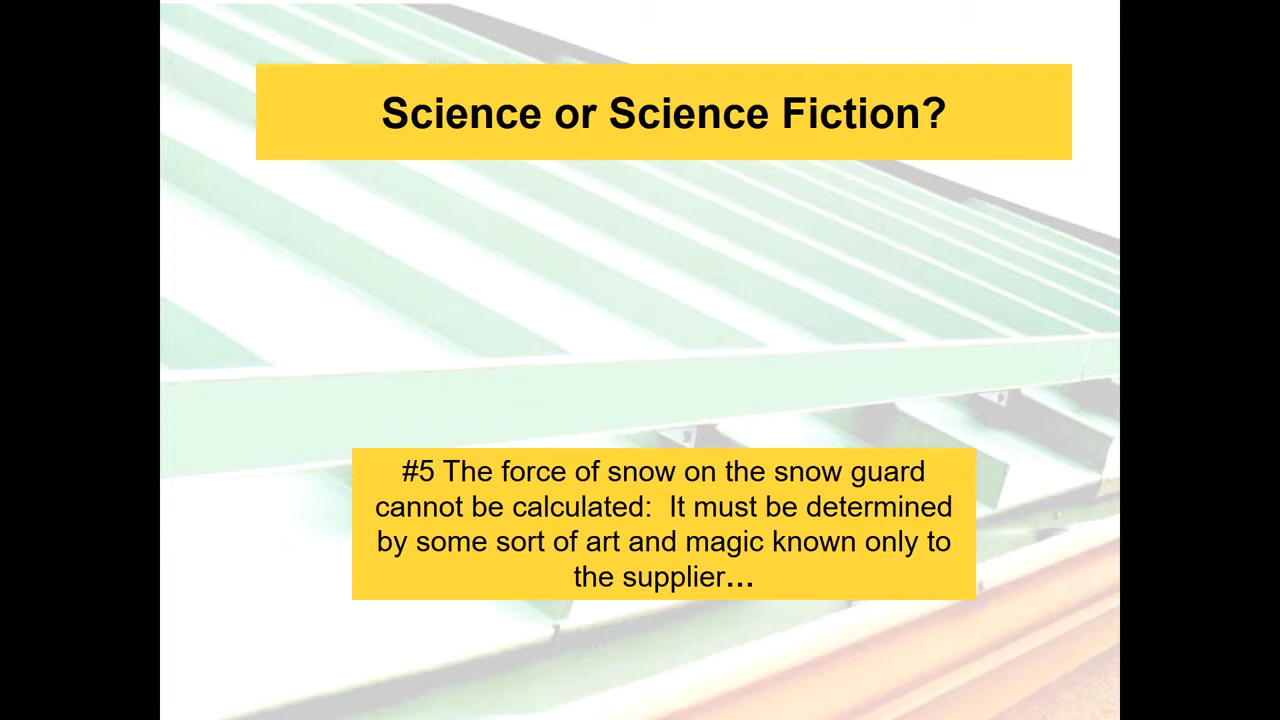 Science or Science Fiction?
#5 The force of snow on the snow guard
cannot be calculated:  It must be determined
by some sort of art and magic known only to
the supplier…